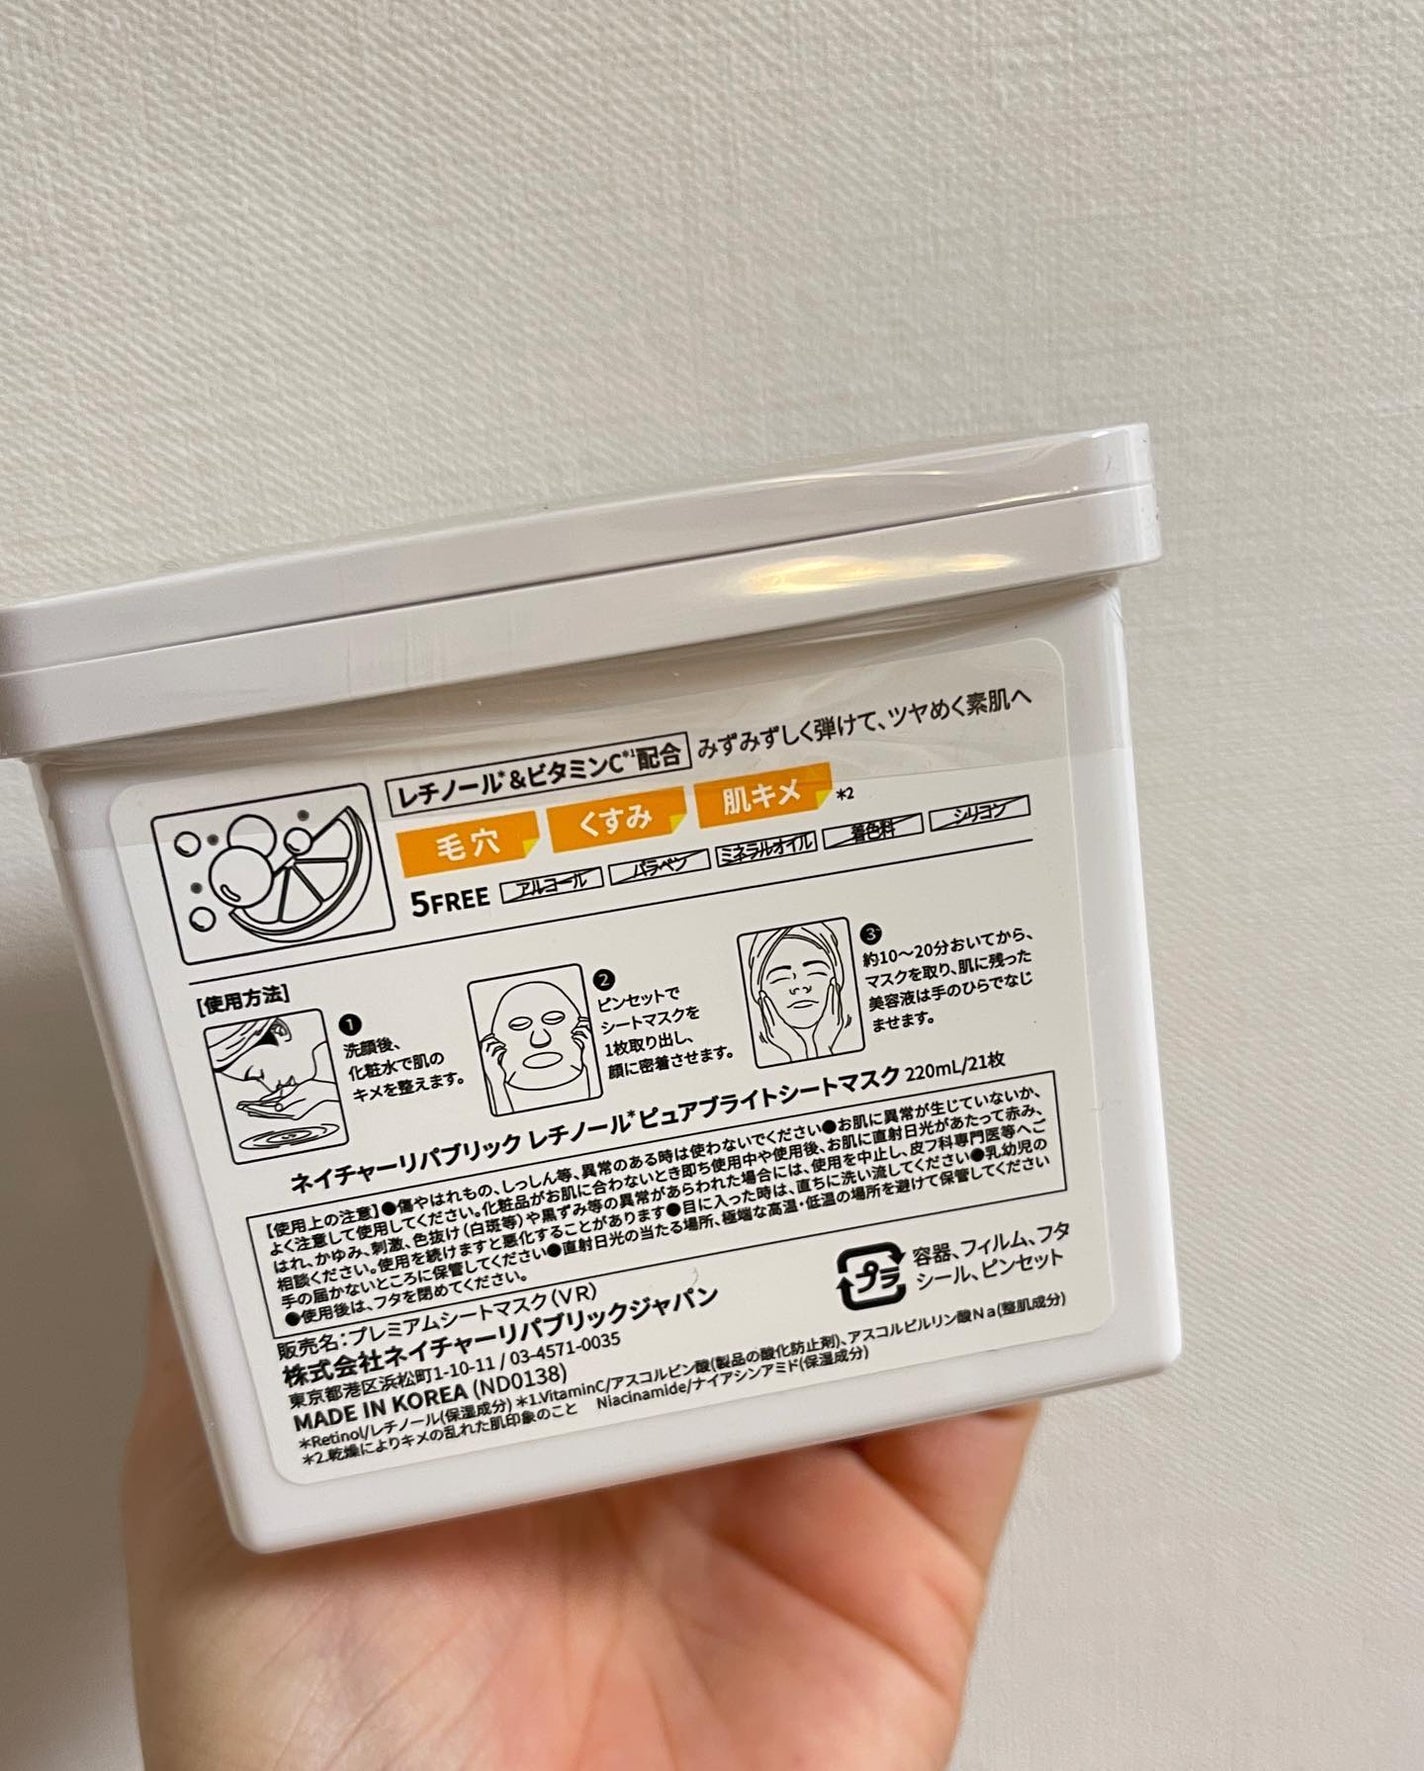 レチノール*&ビタミンC*1配合 みずみずしく弾けて、ツヤめく素肌へ
毛穴 くすみ 肌キメ *2
5FREE アルコール パラベン ミネラルオイル 着色料 シリコン
[使用方法]
1
洗顔後、
化粧水で肌の
キメを整えます。
2
ピンセットで
シートマスクを
1枚取り出し、
顔に密着させます。
3
約10〜20分おいてから、
マスクを取り、肌に残った
美容液は手のひらでなじ
ませます。
ネイチャーリパブリック レチノール*ピュアブライトシートマスク 220mL/21枚
【使用上の注意】●傷やはれもの、しっしん等、異常のある時は使わないでください●お肌に異常が生じていないか、
よく注意して使用してください。化粧品がお肌に合わないとき即ち使用中や使用後、お肌に直射日光があたって赤み、
はれ、かゆみ、刺激、色抜け(白斑等)や黒ずみ等の異常があらわれた場合には、使用を中止し、皮フ科専門医等へご
相談ください。使用を続けますと悪化することがあります●目に入った時は、直ちに洗い流してください●乳幼児の
手の届かないところに保管してください●直射日光の当たる場所、極端な高温・低温の場所を避けて保管してください
●使用後は、フタを閉めてください。
販売名:プレミアムシートマスク(VR)
株式会社ネイチャーリパブリックジャパン
東京都港区浜松町1-10-11 / 03-4571-0035
MADE IN KOREA (ND0138)
プラ
容器、フィルム、フタ
シール、ピンセット
*Retinol/レチノール(保湿成分) *1.VitaminC/アスコルビン酸(製品の酸化防止剤)、アスコルビルリン酸Na(整肌成分)
*2.乾燥によりキメの乱れた肌印象のこと Niacinamide/ナイアシンアミド(保湿成分)